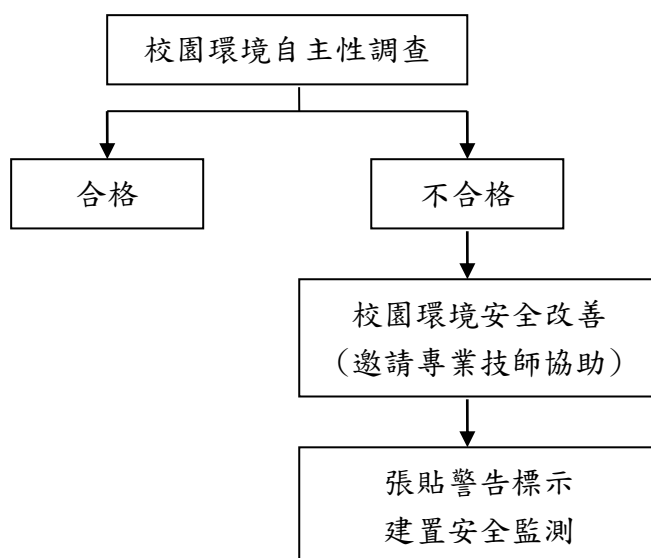 校園環境自主性調查
合格
不合格
校園環境安全改善
(邀請專業技師協助)
張貼警告標示
建置安全監測